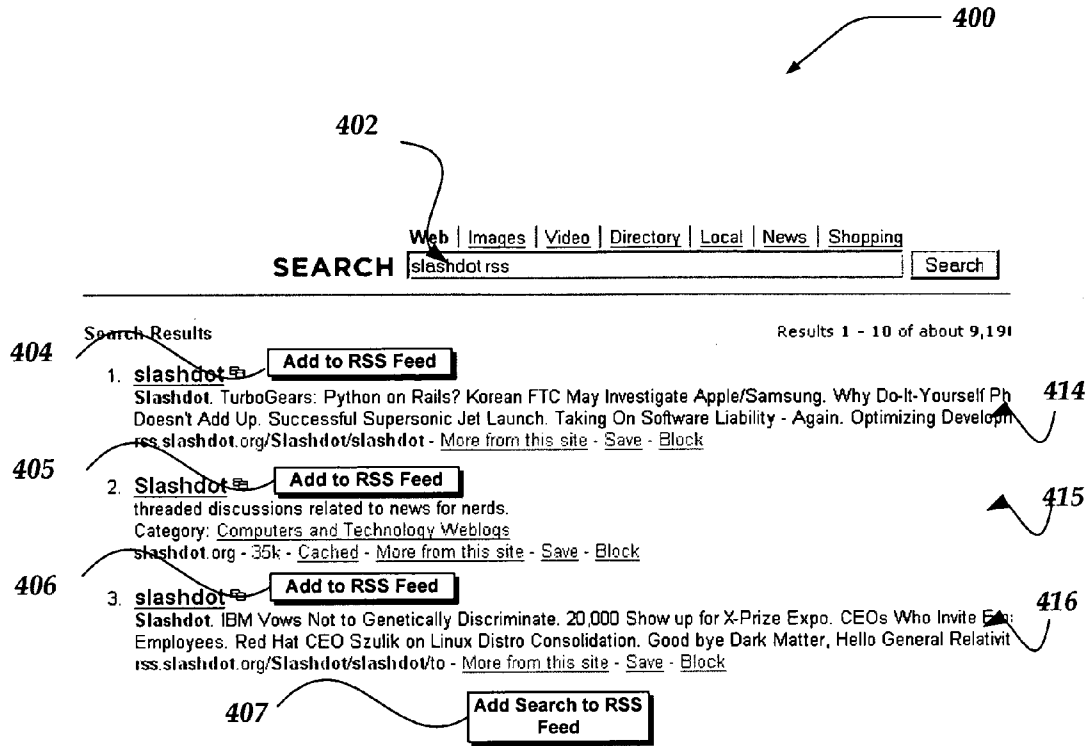 400
402
Web | Images | Video | Directory | Local | News | Shopping
SEARCH slashdot rss Search
Search Results Results 1 - 10 of about 9,19
404 1. slashdot Add to RSS Feed
Slashdot. TurboGears: Python on Rails? Korean FTC May Investigate Apple/Samsung. Why Do-It-Yourself Ph 414
Doesn't Add Up. Successful Supersonic Jet Launch. Taking On Software Liability - Again. Optimizing Developn
rss.slashdot.org/Slashdot/slashdot - More from this site - Save - Block
405 2. Slashdot Add to RSS Feed 415
threaded discussions related to news for nerds.
Category: Computers and Technology Weblogs
slashdot.org - 35k - Cached - More from this site - Save - Block
406 3. slashdot Add to RSS Feed 416
Slashdot. IBM Vows Not to Genetically Discriminate. 20,000 Show up for X-Prize Expo. CEOs Who Invite
Employees. Red Hat CEO Szulik on Linux Distro Consolidation. Good bye Dark Matter, Hello General Relativit
rss.slashdot.org/Slashdot/slashdot/to - More from this site - Save - Block
407 Add Search to RSS
Feed